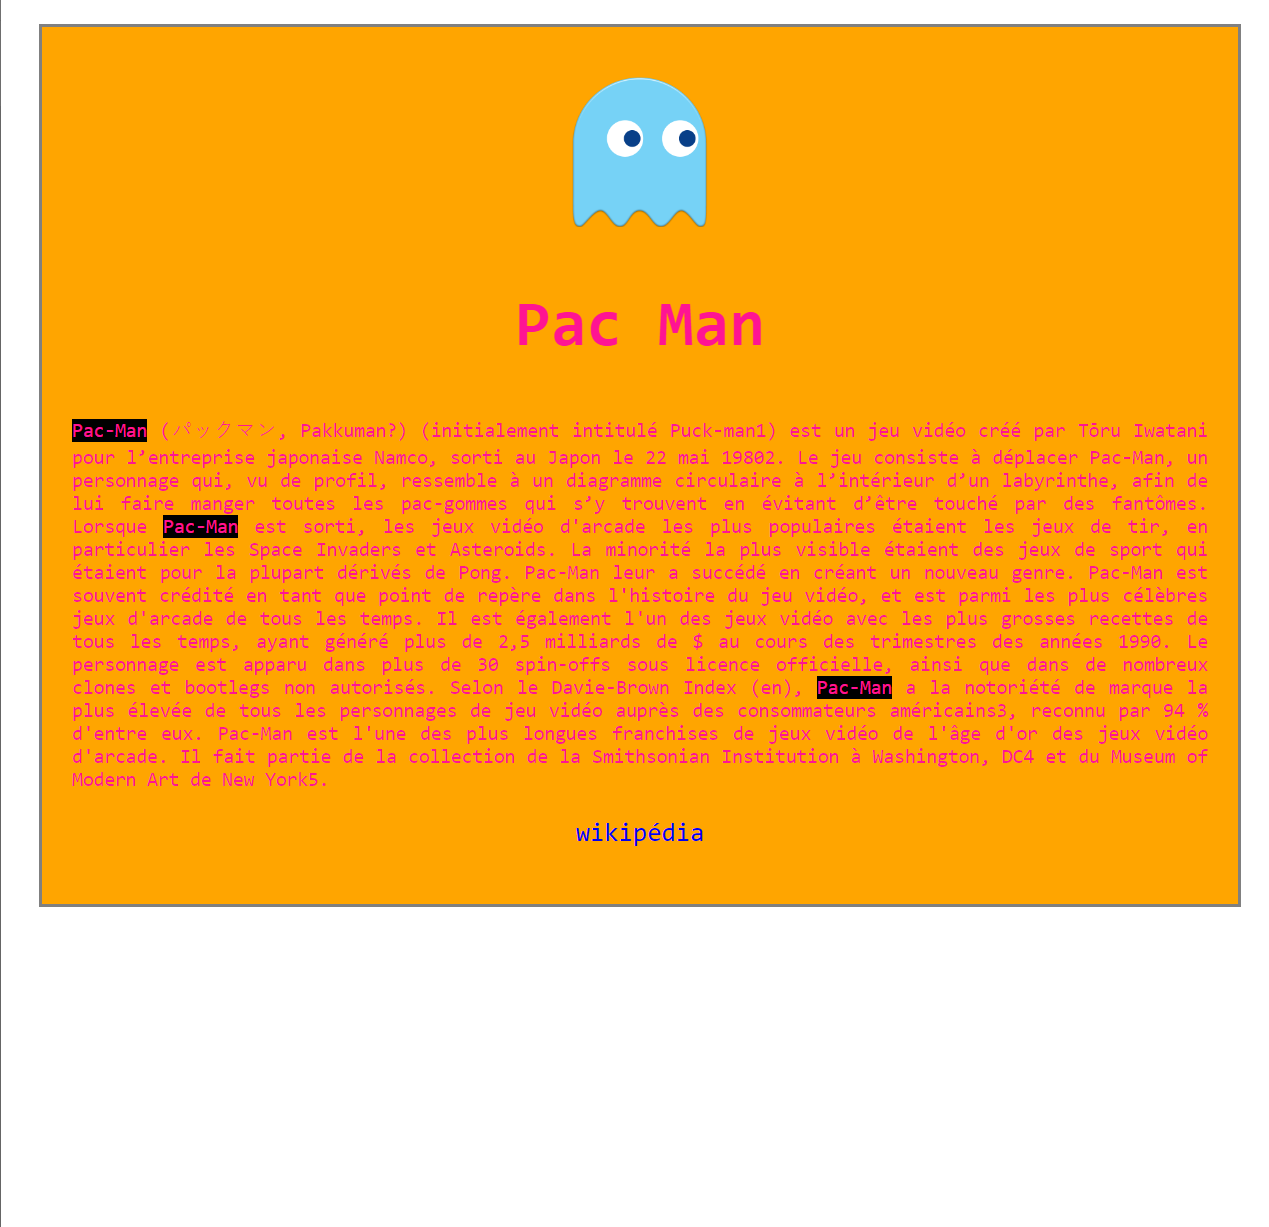 Pac Man
Pac-Man (パックマン, Pakkuman?) (initialement intitulé Puck-man1) est un jeu vidéo créé par Tōru Iwatani
pour l’entreprise japonaise Namco, sorti au Japon le 22 mai 19802. Le jeu consiste à déplacer Pac-Man, un
personnage qui, vu de profil, ressemble à un diagramme circulaire à l’intérieur d’un labyrinthe, afin de
lui faire manger toutes les pac-gommes qui s’y trouvent en évitant d’être touché par des fantômes.
Lorsque Pac-Man est sorti, les jeux vidéo d'arcade les plus populaires étaient les jeux de tir, en
particulier les Space Invaders et Asteroids. La minorité la plus visible étaient des jeux de sport qui
étaient pour la plupart dérivés de Pong. Pac-Man leur a succédé en créant un nouveau genre. Pac-Man est
souvent crédité en tant que point de repère dans l'histoire du jeu vidéo, et est parmi les plus célèbres
jeux d'arcade de tous les temps. Il est également l'un des jeux vidéo avec les plus grosses recettes de
tous les temps, ayant généré plus de 2,5 milliards de $ au cours des trimestres des années 1990. Le
personnage est apparu dans plus de 30 spin-offs sous licence officielle, ainsi que dans de nombreux
clones et bootlegs non autorisés. Selon le Davie-Brown Index (en), Pac-Man a la notoriété de marque la
plus élevée de tous les personnages de jeu vidéo auprès des consommateurs américains3, reconnu par 94 %
d'entre eux. Pac-Man est l'une des plus longues franchises de jeux vidéo de l'âge d'or des jeux vidéo
d'arcade. Il fait partie de la collection de la Smithsonian Institution à Washington, DC4 et du Museum of
Modern Art de New York5.
wikipédia